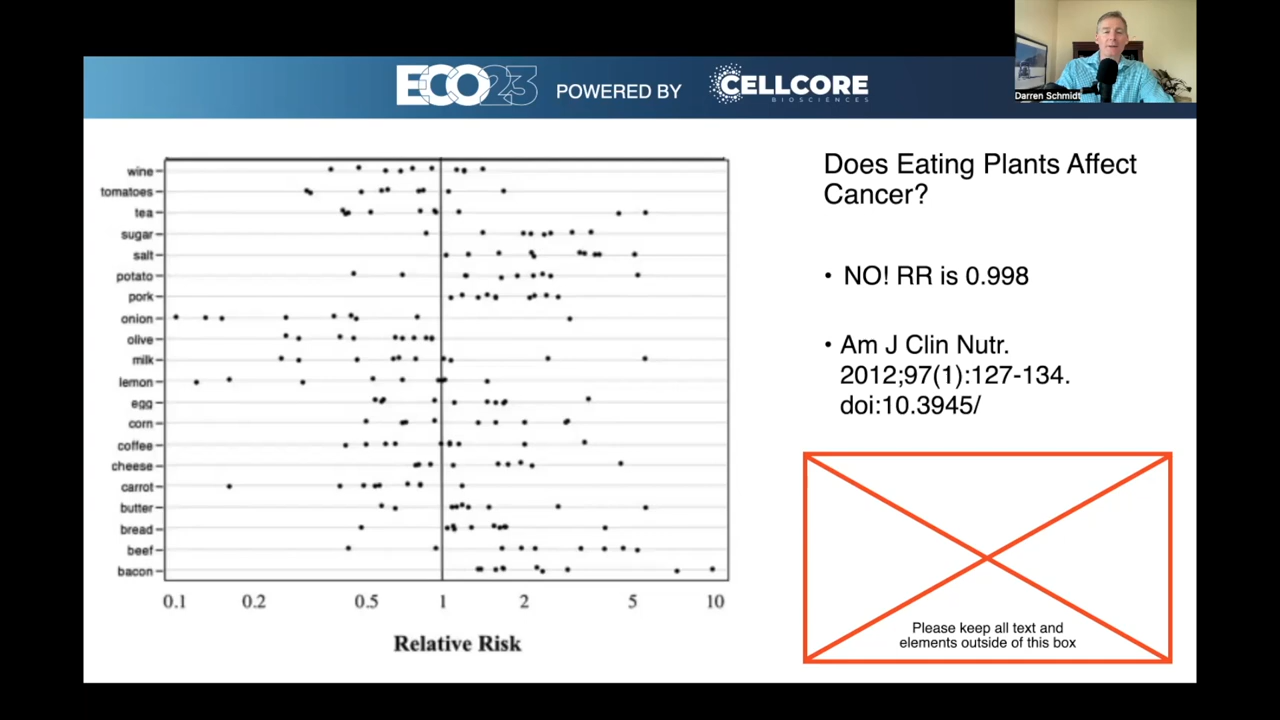 ECO23 POWERED BY CELLCORE
BIOSCIENCES
Darren Schmidt
wine
tomatoes
tea
sugar
salt
potato
pork
onion
olive
milk
lemon
egg
corn
coffee
cheese
carrot
butter
bread
beef
bacon
0.1 0.2 0.5 1 2 5 10
Relative Risk
Does Eating Plants Affect
Cancer?
• NO! RR is 0.998
• Am J Clin Nutr.
2012;97(1):127-134.
doi:10.3945/
Please keep all text and
elements outside of this box